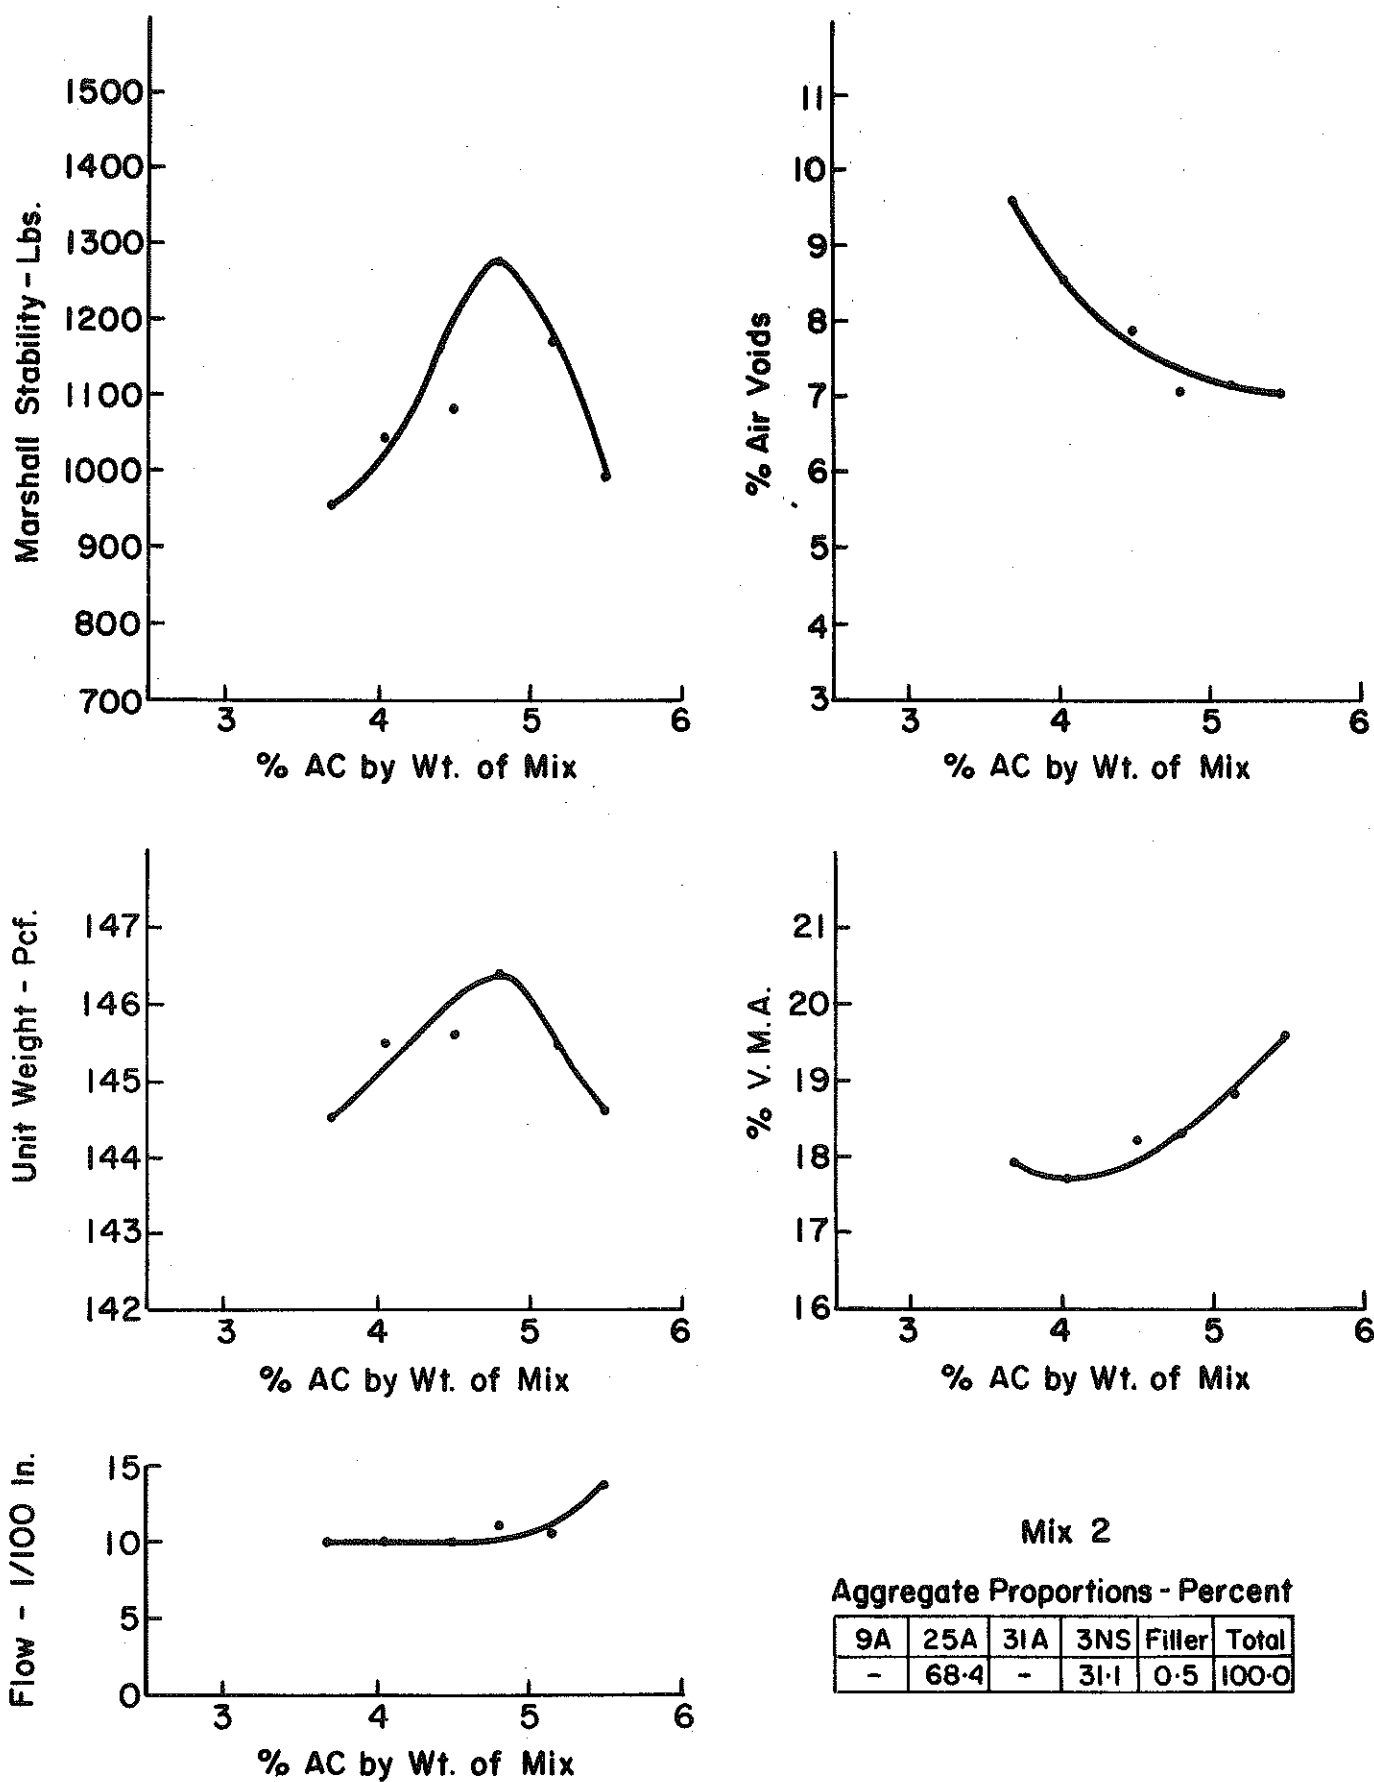 Marshall Stability - Lbs.
1500
1400
1300
1200
1100
1000
900
800
700
3 4 5 6
% AC by Wt. of Mix
% Air Voids
11
10
9
8
7
6
5
4
3
3 4 5 6
% AC by Wt. of Mix
Unit Weight - Pcf.
147
146
145
144
143
142
3 4 5 6
% AC by Wt. of Mix
% V.M.A.
21
20
19
18
17
16
3 4 5 6
% AC by Wt. of Mix
Flow - 1/100 In.
15
10
5
0
3 4 5 6
% AC by Wt. of Mix
Mix 2
Aggregate Proportions - Percent
9A 25A 31A 3NS Filler Total
- 68.4 - 31.1 0.5 100.0